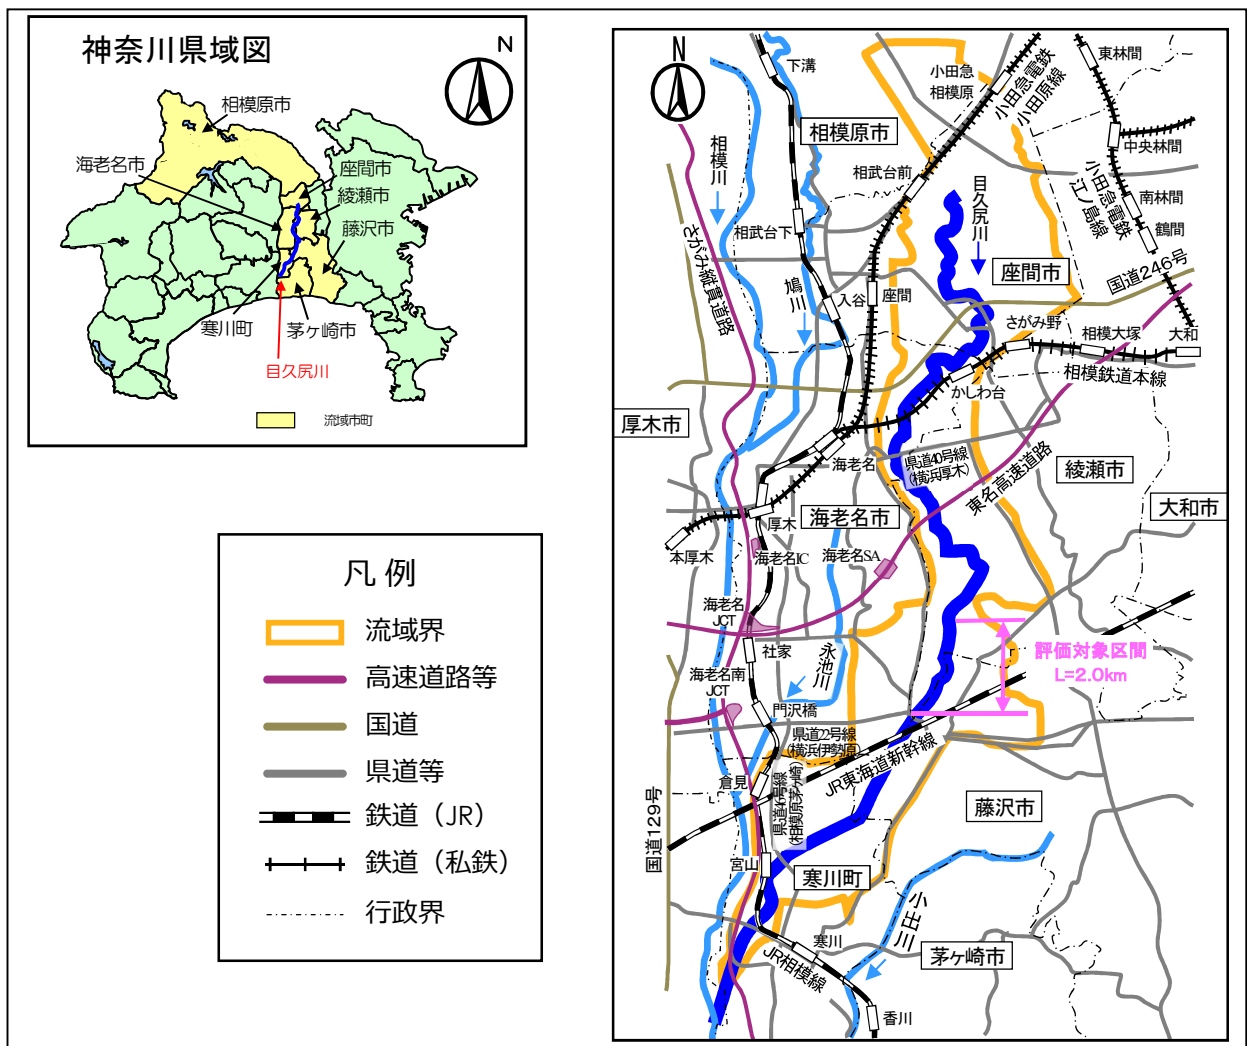 神奈川県域図
N
相模原市
海老名市
座間市
綾瀬市
藤沢市
寒川町
茅ヶ崎市
目久尻川
流域市町
凡例
流域界
高速道路等
国道
県道等
鉄道（JR）
鉄道（私鉄）
行政界
N
下溝
小田急
相模原
小田急電鉄
小田原線
東林間
相模原市
中央林間
相模川
相武台前
目久尻川
小田急電鉄
江ノ島線
南林間
鶴間
さがみ縦貫道路
相武台下
座間市
国道246号
鳩川
入谷
座間
さがみ野
相模大塚
大和
相模鉄道本線
かしわ台
厚木市
海老名
県道40号線
（横浜厚木）
東名高速道路
綾瀬市
大和市
海老名市
厚木
本厚木
海老名IC
海老名SA
海老名
JCT
社家
永池川
評価対象区間
L=2.0km
海老名南
JCT
門沢橋
県道22号線
（横浜伊勢原）
JR東海道新幹線
倉見
県道46号線
（相模原茅ヶ崎）
国道129号
藤沢市
宮山
寒川町
小出川
寒川
JR相模線
茅ヶ崎市
香川